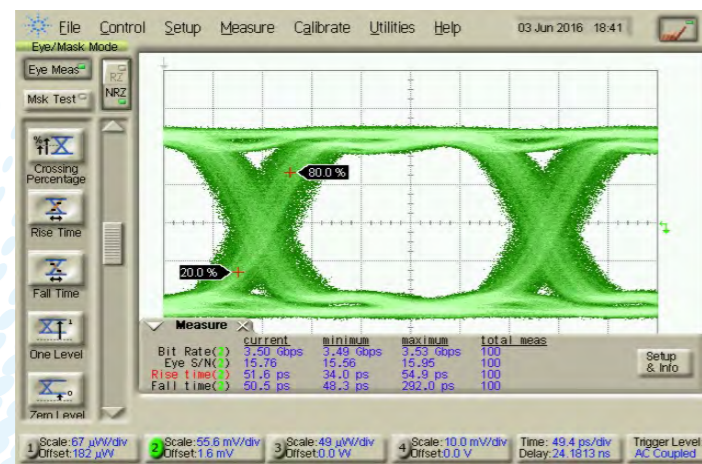 File Control Setup Measure Calibrate Utilities Help 03 Jun 2016 18:41
Eye/Mask Mode
Eye Meas
RZ
Msk Test
NRZ
Crossing
Percentage
80.0 %
Rise Time
20.0 %
Fall Time
Measure
current minimum maximum total meas
One Level
Bit Rate(2) 3.50 Gbps 3.49 Gbps 3.53 Gbps 100
Eye S/N(2) 15.76 15.56 15.95 100
Rise time(2) 51.6 ps 34.0 ps 54.9 ps 100
Fall time(2) 50.5 ps 48.3 ps 292.0 ps 100
Setup
& Info
Zero Level
1 Scale:67 µW/div 2 Scale:55.6 mV/div 3 Scale:49 µW/div 4 Scale:10.0 mV/div Time: 49.4 ps/div Trigger Level
Offset:182 µW Offset:1.6 mV Offset:0.0 W Offset:0.0 V Delay:24.1813 ns AC Coupled